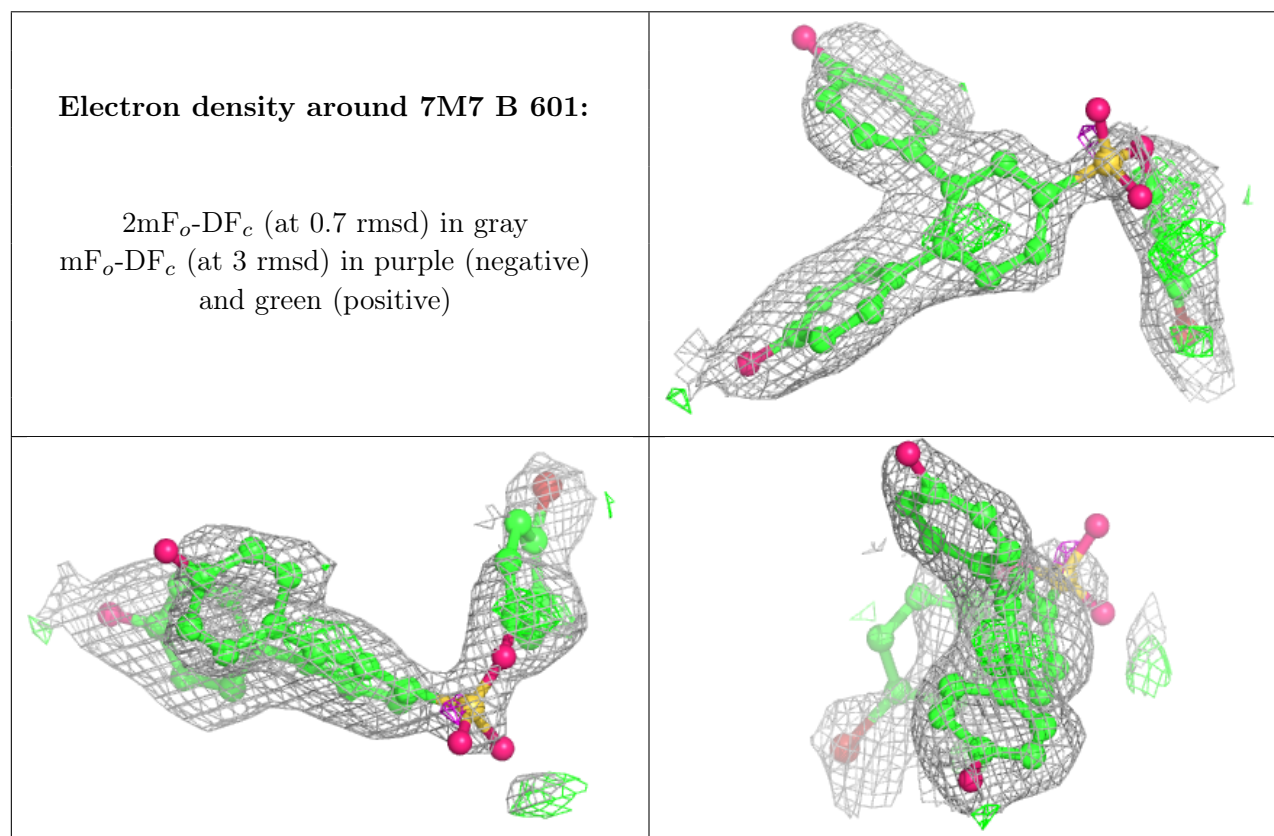 Electron density around 7M7 B 601:
2mFo-DFc (at 0.7 rmsd) in gray
mFo-DFc (at 3 rmsd) in purple (negative)
and green (positive)